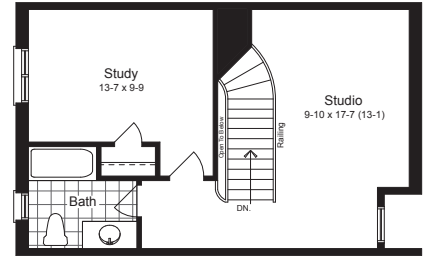 Study
13-7 x 9-9
Studio
9-10 x 17-7 (13-1)
Open To Below
Railing
Bath
DN.